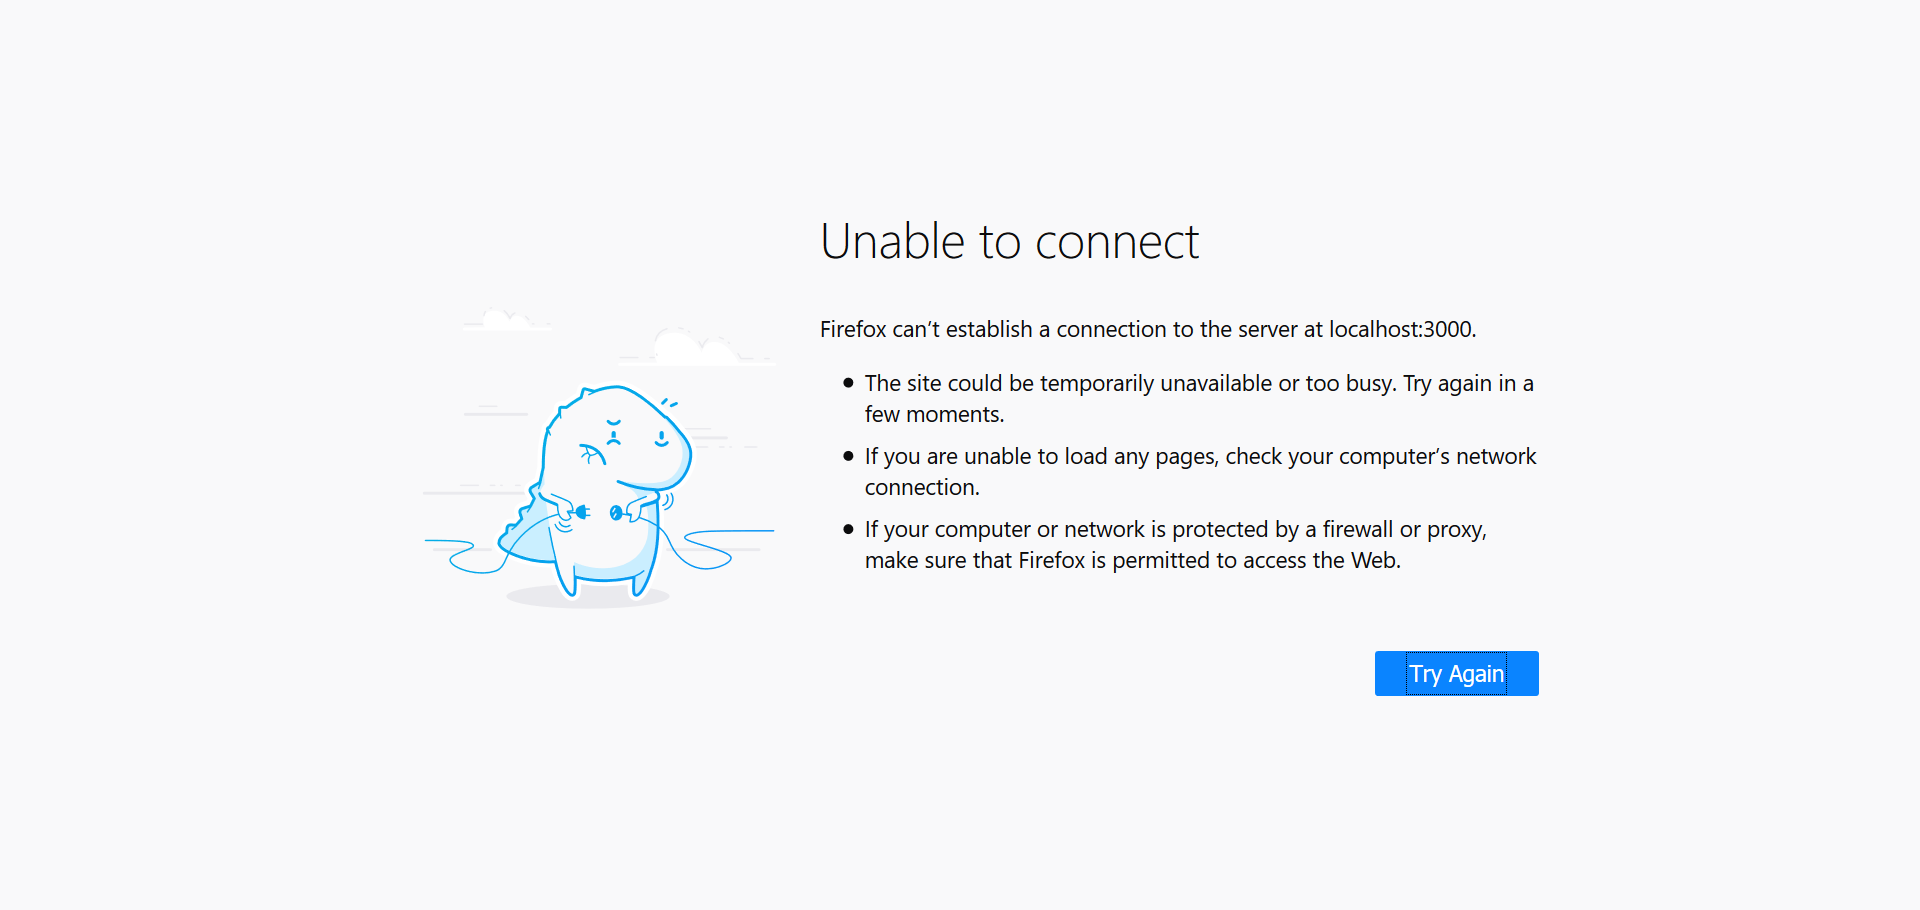 Unable to connect
Firefox can’t establish a connection to the server at localhost:3000.
● The site could be temporarily unavailable or too busy. Try again in a
few moments.
● If you are unable to load any pages, check your computer’s network
connection.
● If your computer or network is protected by a firewall or proxy,
make sure that Firefox is permitted to access the Web.
Try Again